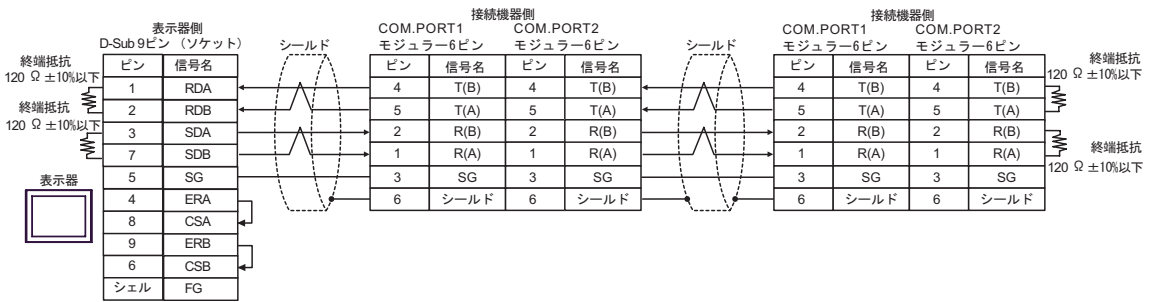 表示器側
D-Sub 9ピン (ソケット)
シールド
接続機器側
COM.PORT1 COM.PORT2
モジュラー6ピン モジュラー6ピン
シールド
接続機器側
COM.PORT1 COM.PORT2
モジュラー6ピン モジュラー6ピン
終端抵抗
120 Ω ±10%以下
終端抵抗
120 Ω ±10%以下
表示器
ピン 信号名
1 RDA
2 RDB
3 SDA
7 SDB
5 SG
4 ERA
8 CSA
9 ERB
6 CSB
シェル FG
ピン 信号名 ピン 信号名
4 T(B) 4 T(B)
5 T(A) 5 T(A)
2 R(B) 2 R(B)
1 R(A) 1 R(A)
3 SG 3 SG
6 シールド 6 シールド
ピン 信号名 ピン 信号名
4 T(B) 4 T(B)
5 T(A) 5 T(A)
2 R(B) 2 R(B)
1 R(A) 1 R(A)
3 SG 3 SG
6 シールド 6 シールド
終端抵抗
120 Ω ±10%以下
終端抵抗
120 Ω ±10%以下